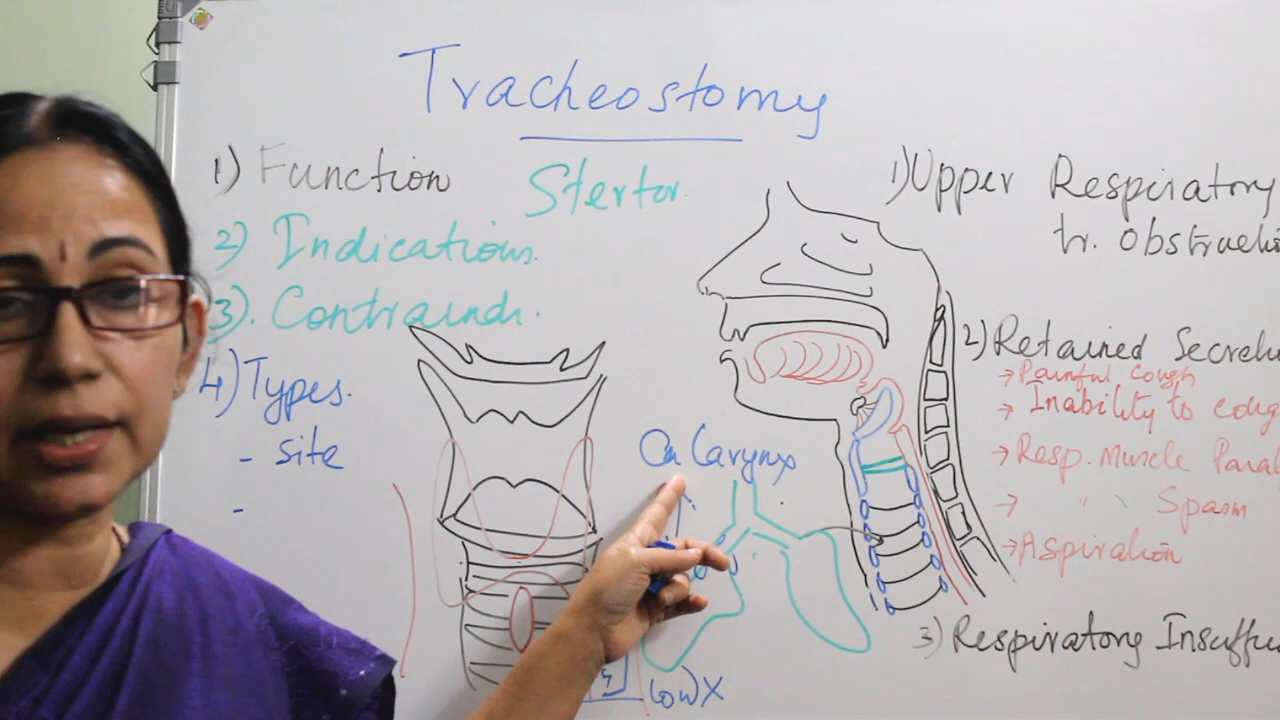 Tracheostomy
1) Function
Stertor.
2) Indications.
3). Contraindi.
4) Types.
- site
-
Ca Larynx
low X
1) Upper Respiratory
tr. Obstructi
2) Retained Secreti
→ Painful Cough
→ Inability to coug
→ Resp. Muscle Paral
→ " " Spasm
→ Aspiration
3) Respiratory Insuffi